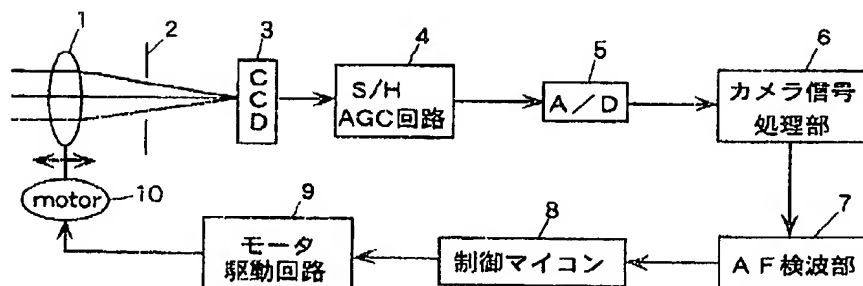 1
2
3
4
5
6
CCD
S/H
AGC回路
A/D
カメラ信号
処理部
motor
10
9
8
7
モータ
駆動回路
制御マイコン
AF検波部